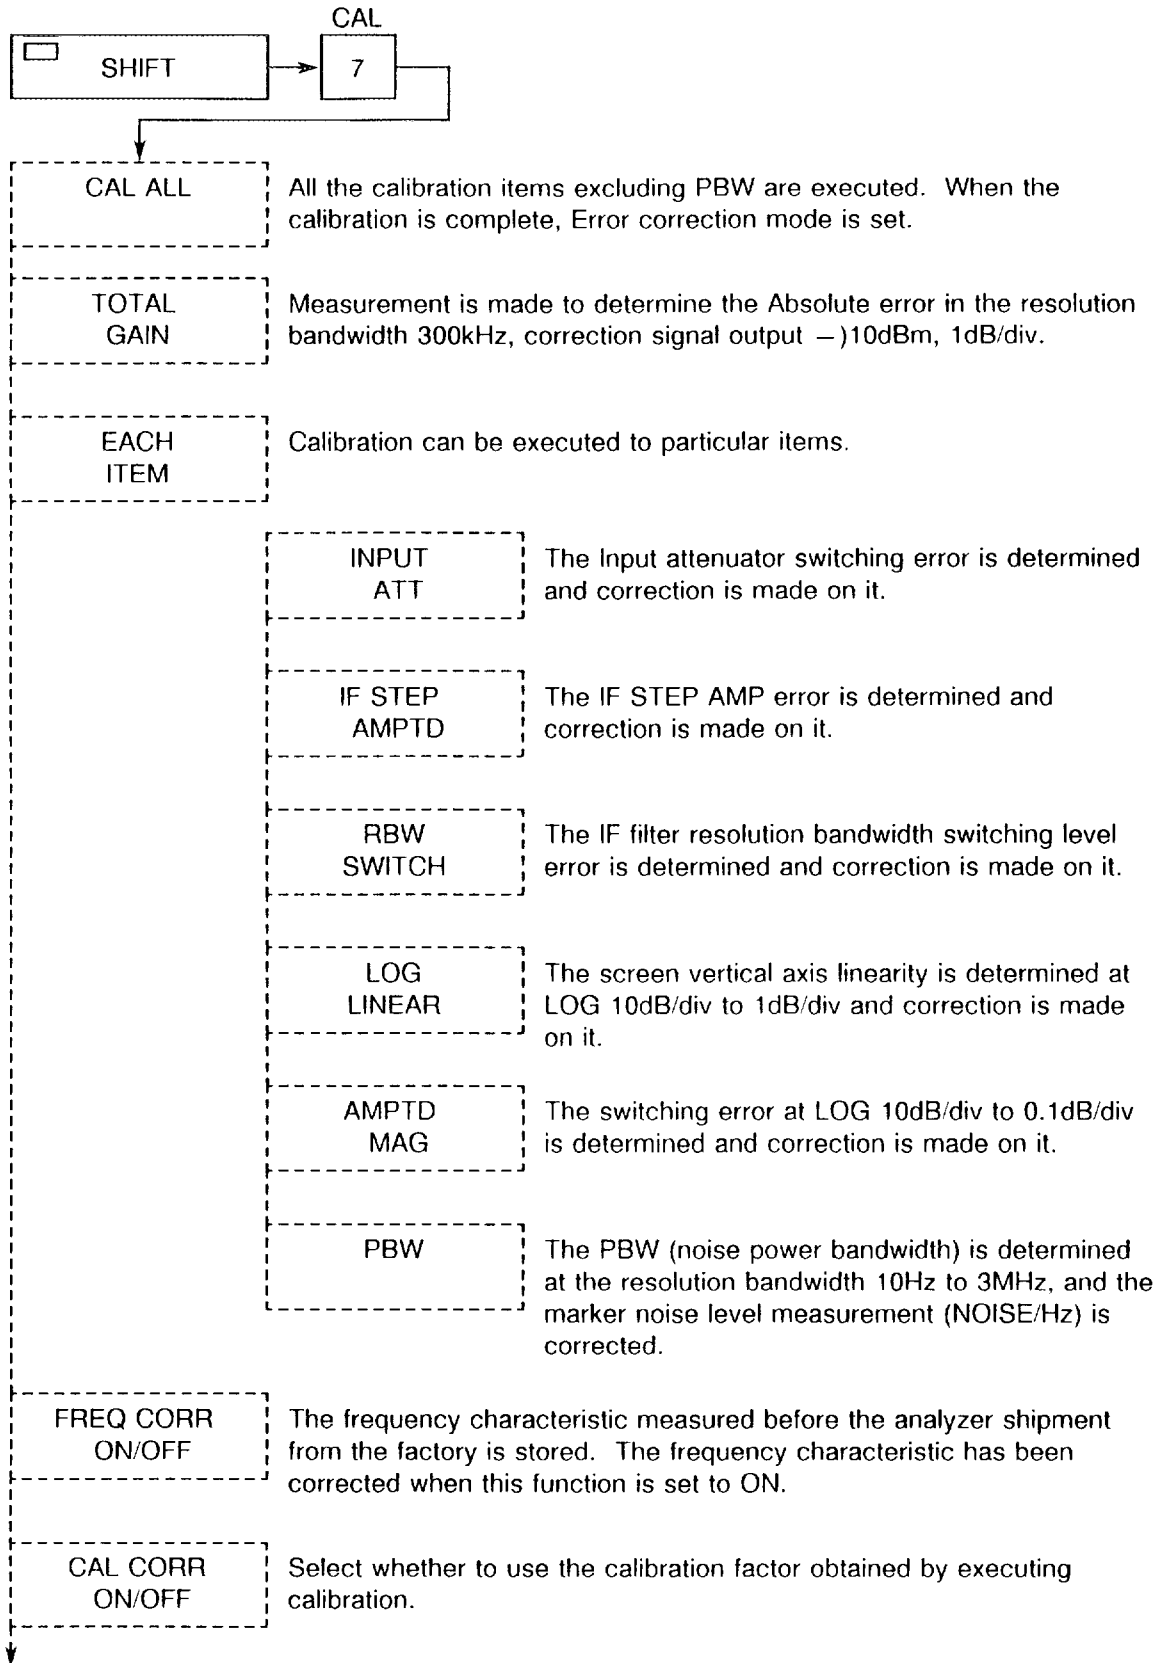 CAL
SHIFT
7
CAL ALL
All the calibration items excluding PBW are executed. When the
calibration is complete, Error correction mode is set.
TOTAL
GAIN
Measurement is made to determine the Absolute error in the resolution
bandwidth 300kHz, correction signal output –)10dBm, 1dB/div.
EACH
ITEM
Calibration can be executed to particular items.
INPUT
ATT
The Input attenuator switching error is determined
and correction is made on it.
IF STEP
AMPTD
The IF STEP AMP error is determined and
correction is made on it.
RBW
SWITCH
The IF filter resolution bandwidth switching level
error is determined and correction is made on it.
LOG
LINEAR
The screen vertical axis linearity is determined at
LOG 10dB/div to 1dB/div and correction is made
on it.
AMPTD
MAG
The switching error at LOG 10dB/div to 0.1dB/div
is determined and correction is made on it.
PBW
The PBW (noise power bandwidth) is determined
at the resolution bandwidth 10Hz to 3MHz, and the
marker noise level measurement (NOISE/Hz) is
corrected.
FREQ CORR
ON/OFF
The frequency characteristic measured before the analyzer shipment
from the factory is stored. The frequency characteristic has been
corrected when this function is set to ON.
CAL CORR
ON/OFF
Select whether to use the calibration factor obtained by executing
calibration.